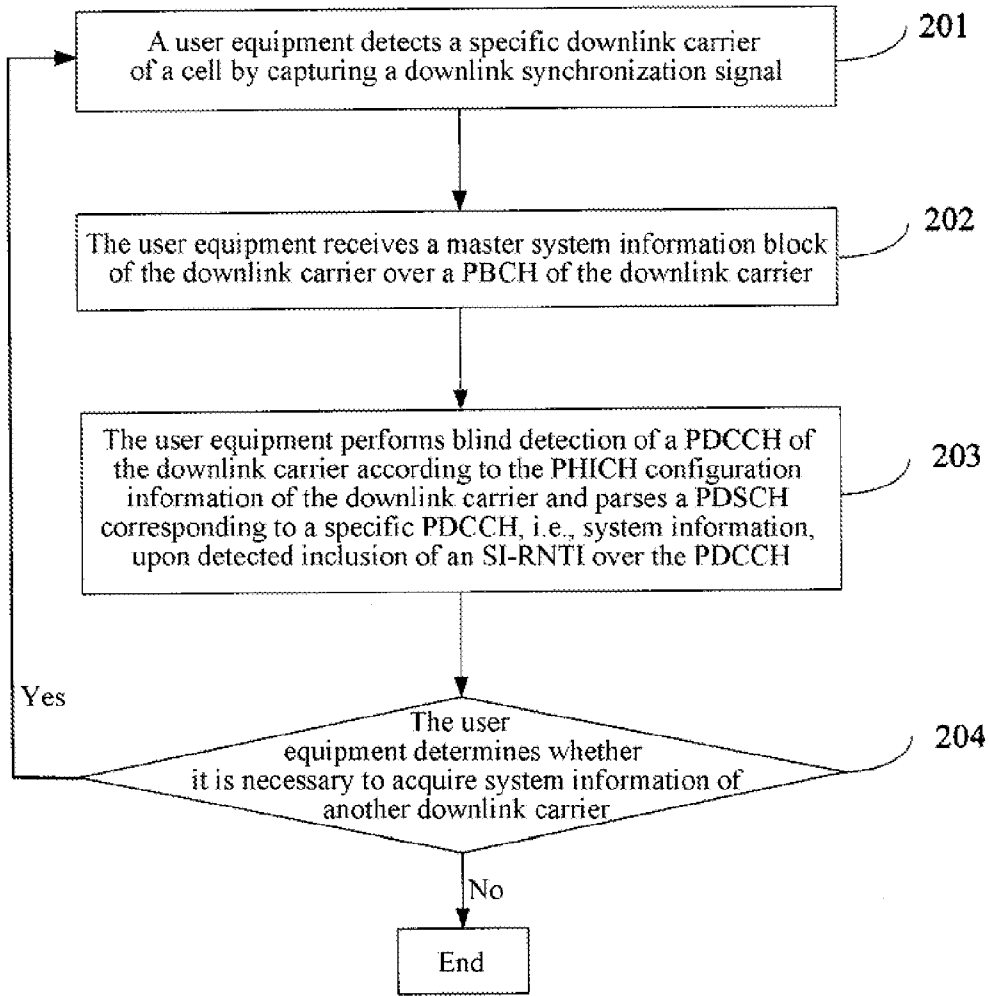 A user equipment detects a specific downlink carrier
of a cell by capturing a downlink synchronization signal
201
The user equipment receives a master system information block
of the downlink carrier over a PBCH of the downlink carrier
202
The user equipment performs blind detection of a PDCCH of
the downlink carrier according to the PHICH configuration
information of the downlink carrier and parses a PDSCH
corresponding to a specific PDCCH, i.e., system information,
upon detected inclusion of an SI-RNTI over the PDCCH
203
Yes
The user
equipment determines whether
it is necessary to acquire system information of
another downlink carrier
204
No
End